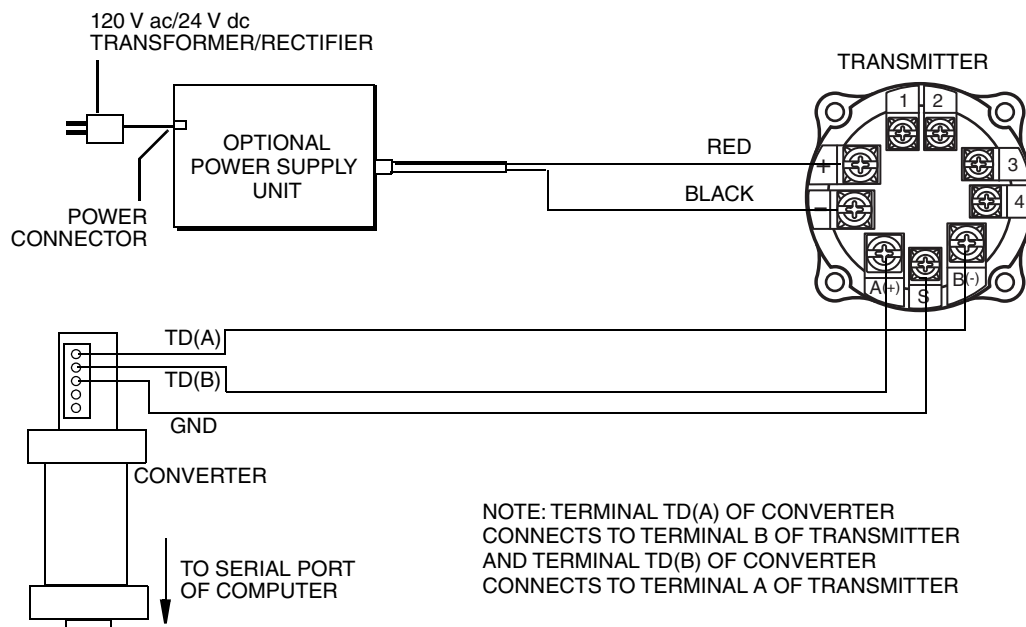 120 V ac/24 V dc
TRANSFORMER/RECTIFIER
TRANSMITTER
OPTIONAL
POWER SUPPLY
UNIT
POWER
CONNECTOR
RED
BLACK
1
2
3
4
+
−
A(+)
S
B(-)
TD(A)
TD(B)
GND
CONVERTER
TO SERIAL PORT
OF COMPUTER
NOTE: TERMINAL TD(A) OF CONVERTER
CONNECTS TO TERMINAL B OF TRANSMITTER
AND TERMINAL TD(B) OF CONVERTER
CONNECTS TO TERMINAL A OF TRANSMITTER